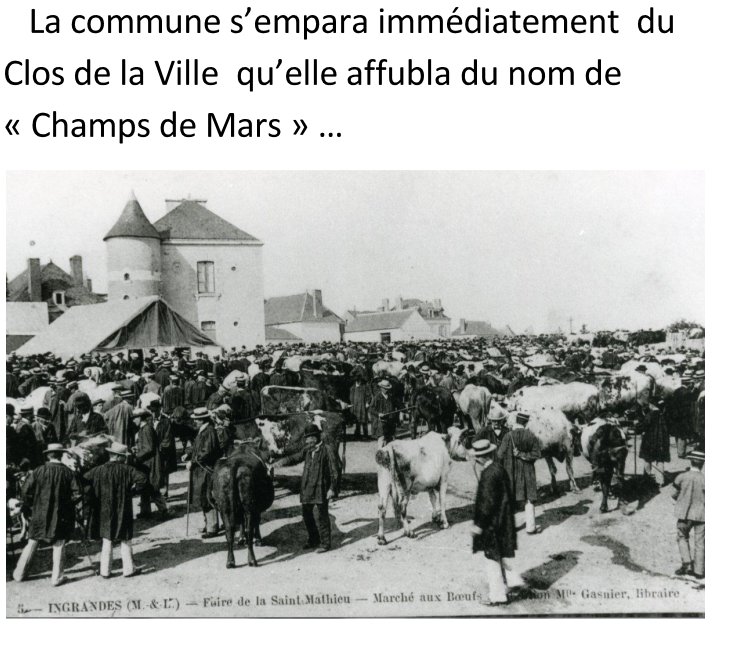 La commune s’empara immédiatement du
Clos de la Ville qu’elle affubla du nom de
« Champs de Mars » ...
5. — INGRANDES (M.-&-L.) — Foire de la Saint-Mathieu — Marché aux Bœufs Mlle Gasnier, libraire